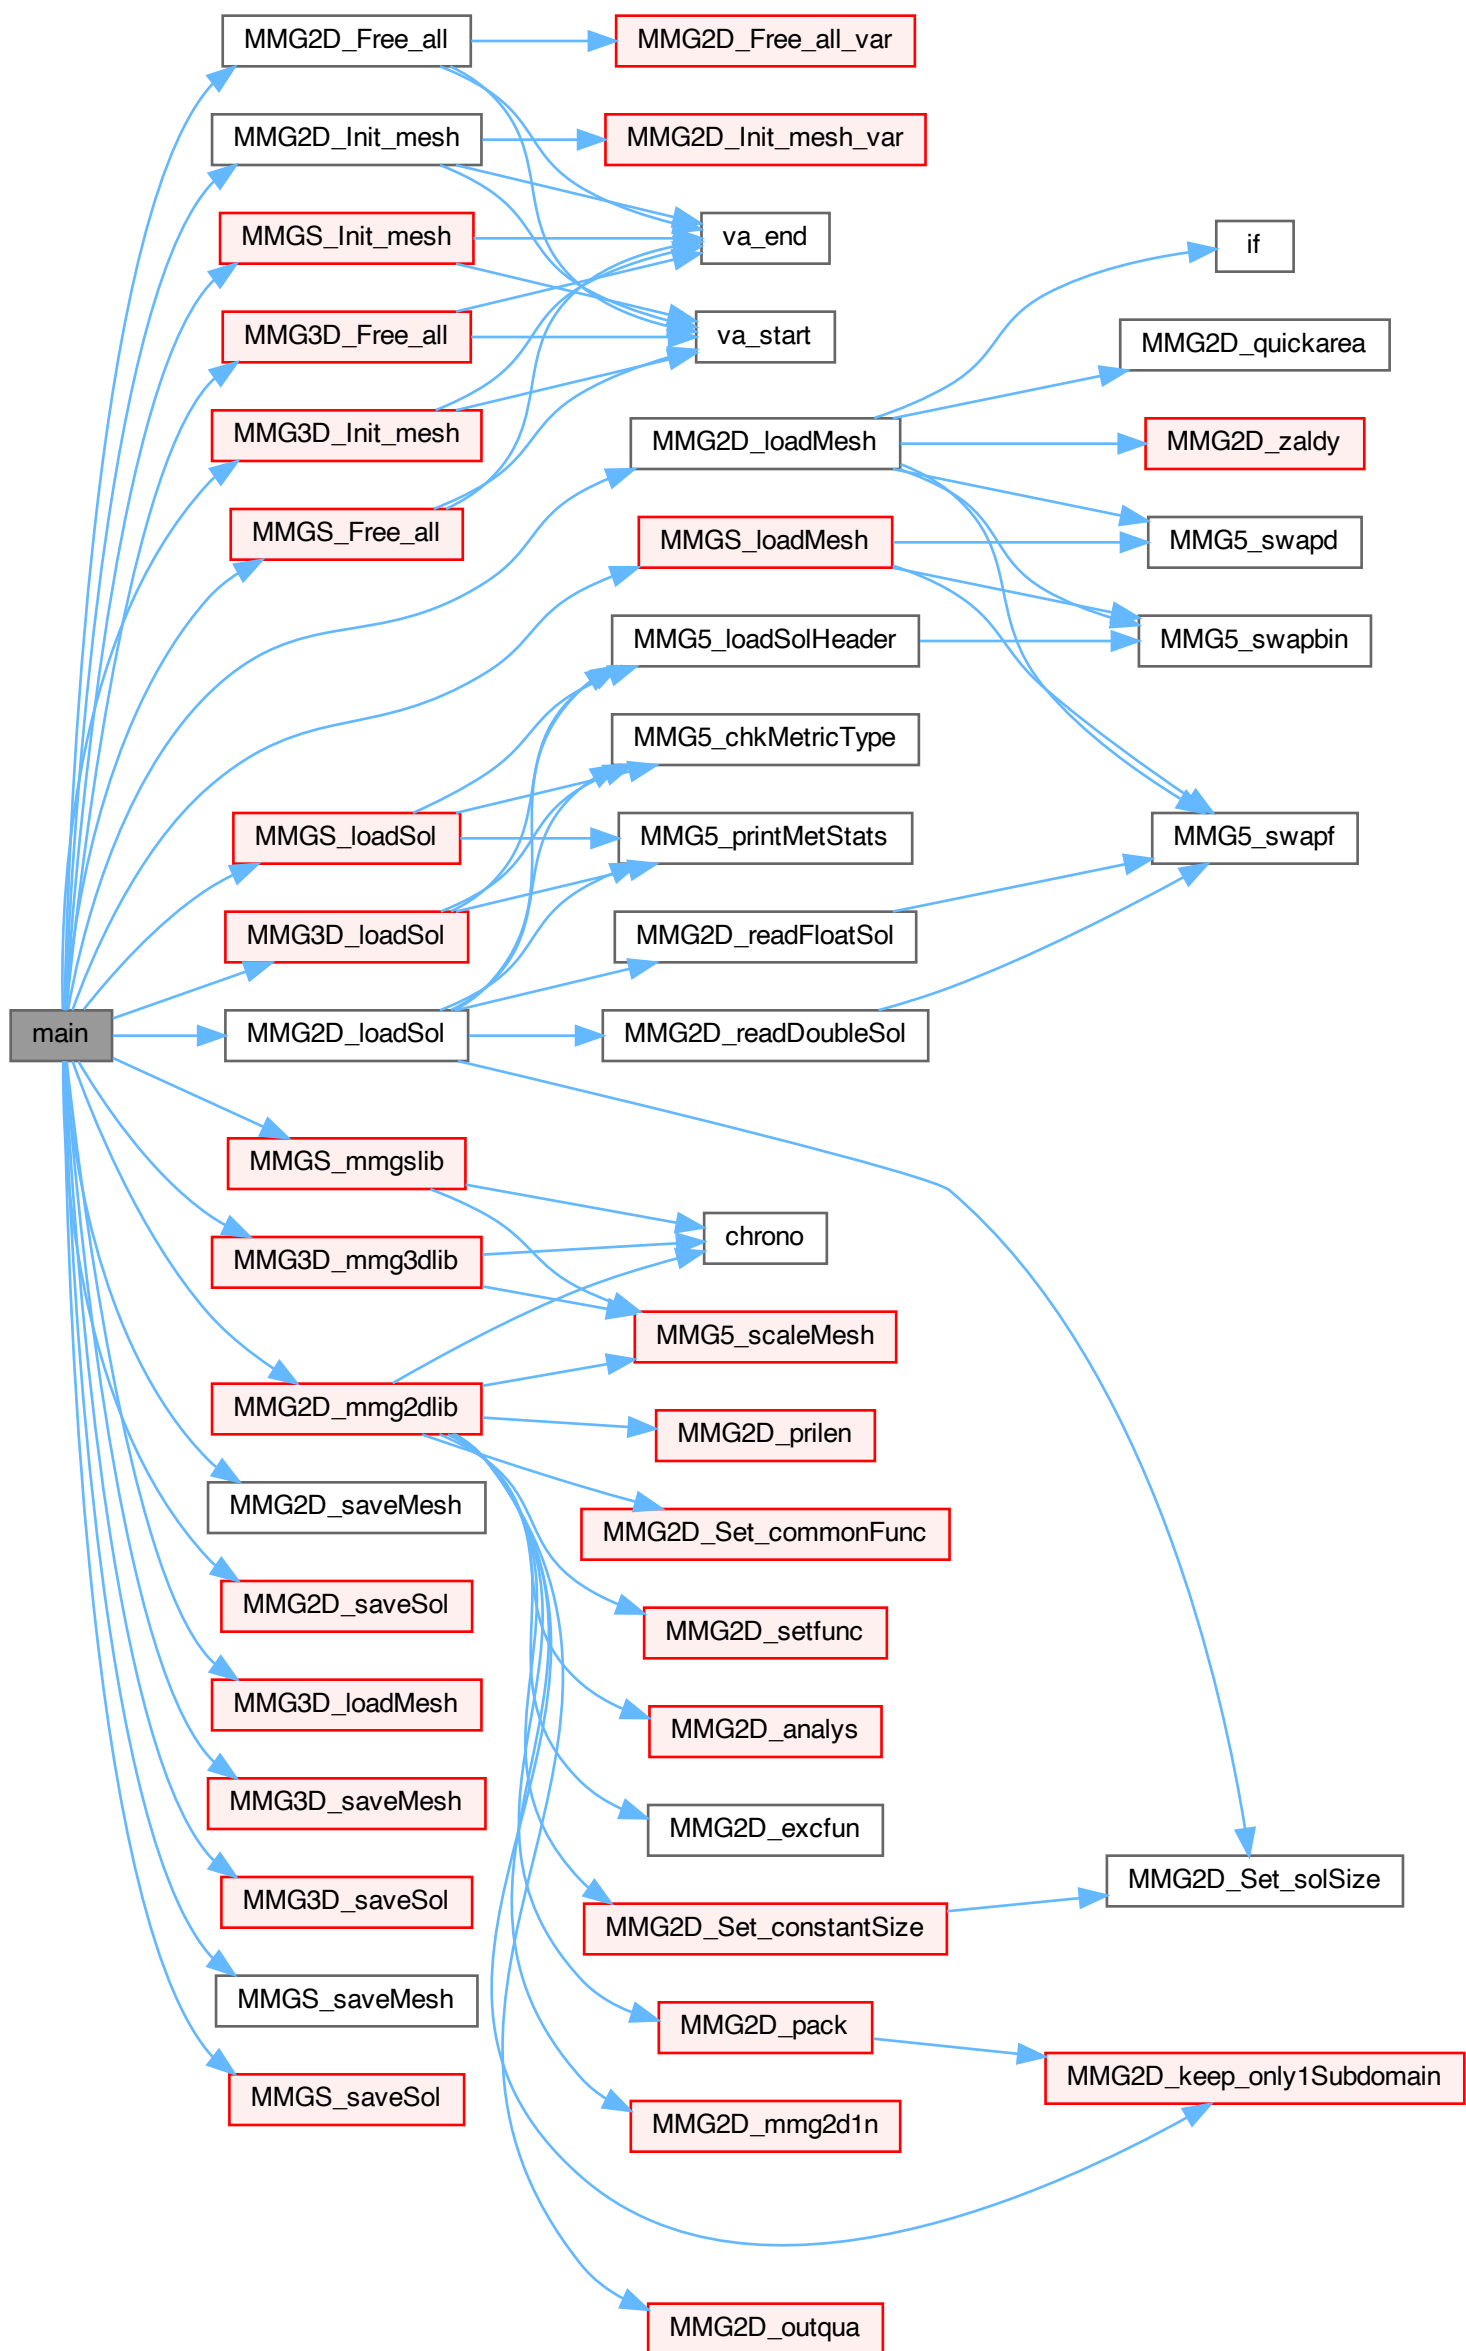 MMG2D_Free_all
MMG2D_Free_all_var
MMG2D_Init_mesh
MMG2D_Init_mesh_var
MMGS_Init_mesh
va_end
if
MMG3D_Free_all
va_start
MMG2D_quickarea
MMG3D_Init_mesh
MMG2D_loadMesh
MMG2D_zaldy
MMGS_Free_all
MMGS_loadMesh
MMG5_swapd
MMG5_loadSolHeader
MMG5_swapbin
MMG5_chkMetricType
MMGS_loadSol
MMG5_printMetStats
MMG5_swapf
MMG3D_loadSol
MMG2D_readFloatSol
main
MMG2D_loadSol
MMG2D_readDoubleSol
MMGS_mmgslib
chrono
MMG3D_mmg3dlib
MMG5_scaleMesh
MMG2D_mmg2dlib
MMG2D_prilen
MMG2D_saveMesh
MMG2D_Set_commonFunc
MMG2D_saveSol
MMG2D_setfunc
MMG3D_loadMesh
MMG2D_analys
MMG3D_saveMesh
MMG2D_excfun
MMG2D_Set_solSize
MMG3D_saveSol
MMG2D_Set_constantSize
MMGS_saveMesh
MMG2D_pack
MMG2D_keep_only1Subdomain
MMGS_saveSol
MMG2D_mmg2d1n
MMG2D_outqua